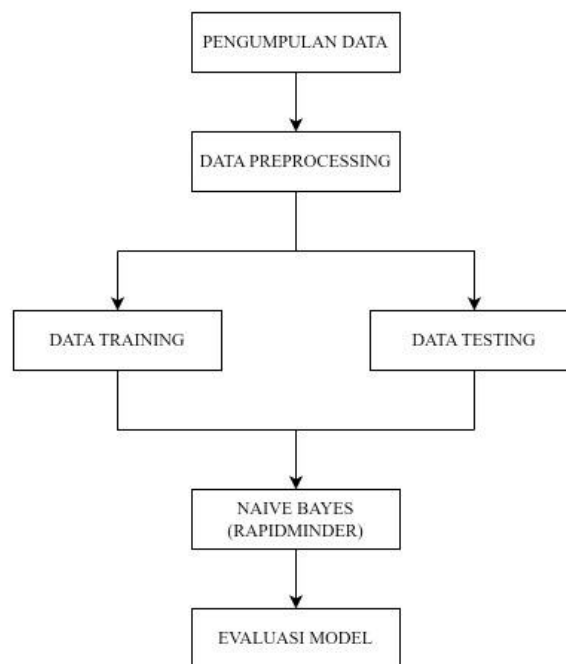 PENGUMPULAN DATA
DATA PREPROCESSING
DATA TRAINING
DATA TESTING
NAIVE BAYES
(RAPIDMINDER)
EVALUASI MODEL